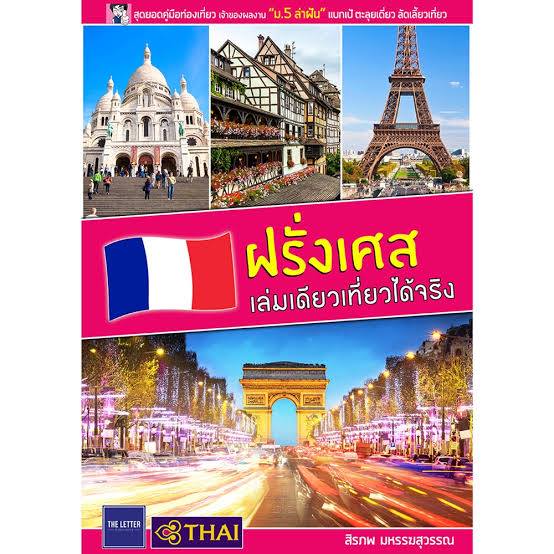 สุดยอดคู่มือท่องเที่ยว เจ้าของผลงาน "ม.5 ล่าฝัน" แบกเป้ ตะลุยเดี่ยว ลัดเลี้ยวเที่ยว
ฝรั่งเศส
เล่มเดียวเที่ยวได้จริง
THE LETTER
THAI
สิรภพ มหรรฆสุวรรณ